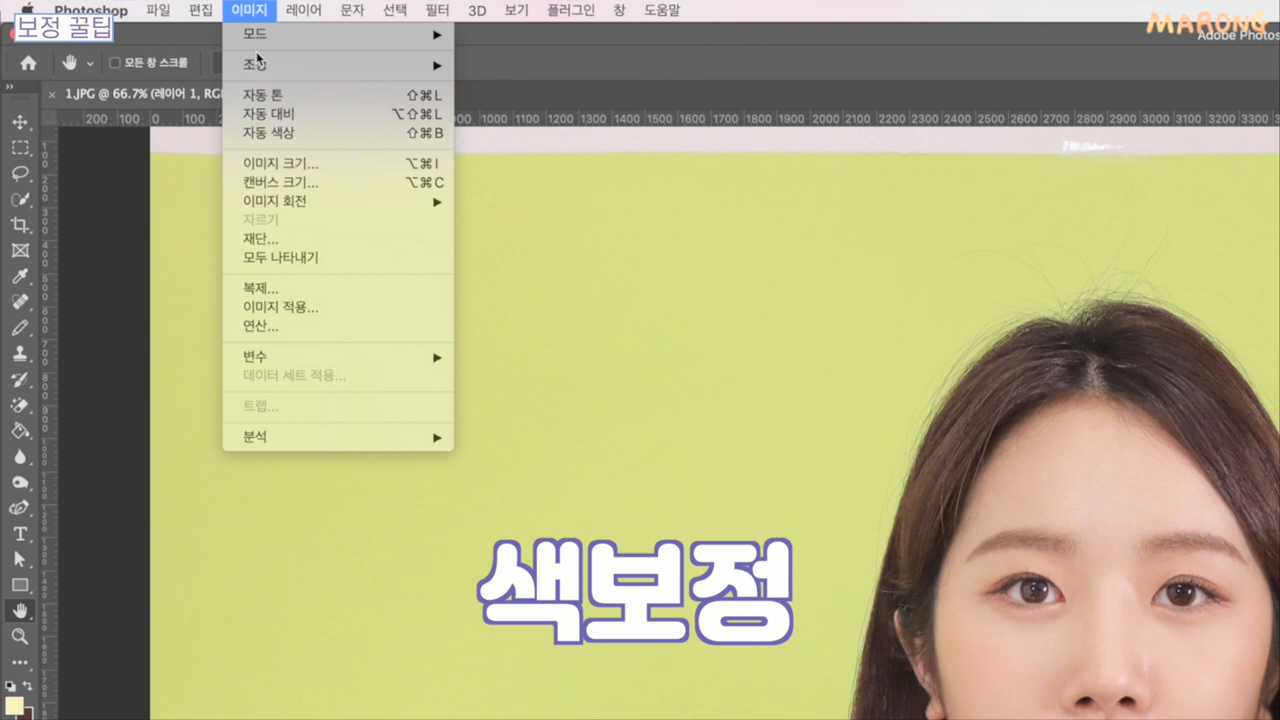 Photoshop 파일 편집 이미지 레이어 문자 선택 필터 3D 보기 플러그인 창 도움말
보정 꿀팁
MARONG
Adobe Photos
모드
모든 창 스크롤
1.JPG @ 66.7% (레이어 1, RG
200 100 0 100 900 1000 1100 1200 1300 1400 1500 1600 1700 1800 1900 2000 2100 2200 2300 2400 2500 2600 2700 2800 2900 3000 3100 3200 3300
자동 톤 ⇧⌘L
자동 대비 ⌥⇧⌘L
자동 색상 ⇧⌘B
이미지 크기... ⌥⌘I
캔버스 크기... ⌥⌘C
이미지 회전
자르기
재단...
모두 나타내기
복제...
이미지 적용...
연산...
변수
데이터 세트 적용...
트랩...
분석
색보정